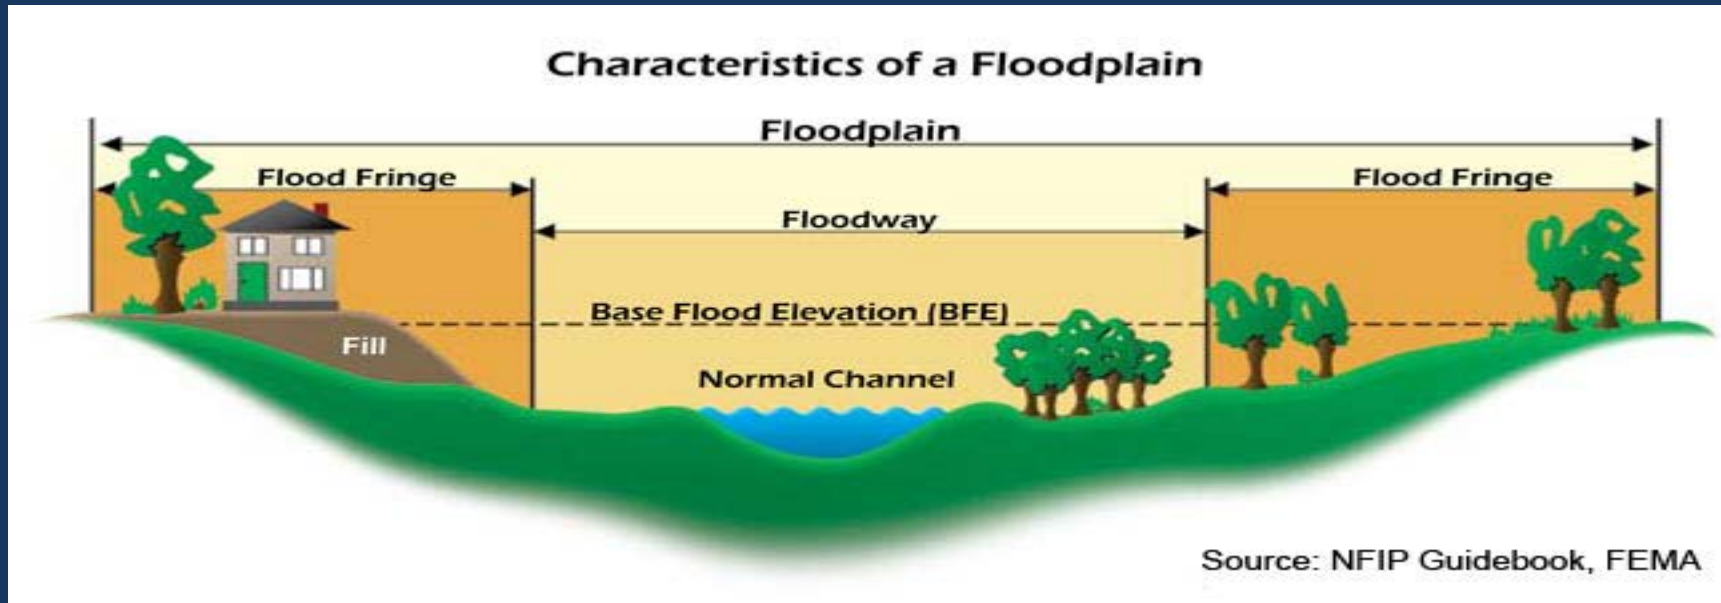 Characteristics of a Floodplain
Floodplain
Flood Fringe
Flood Fringe
Floodway
Base Flood Elevation (BFE)
Fill
Normal Channel
Source: NFIP Guidebook, FEMA